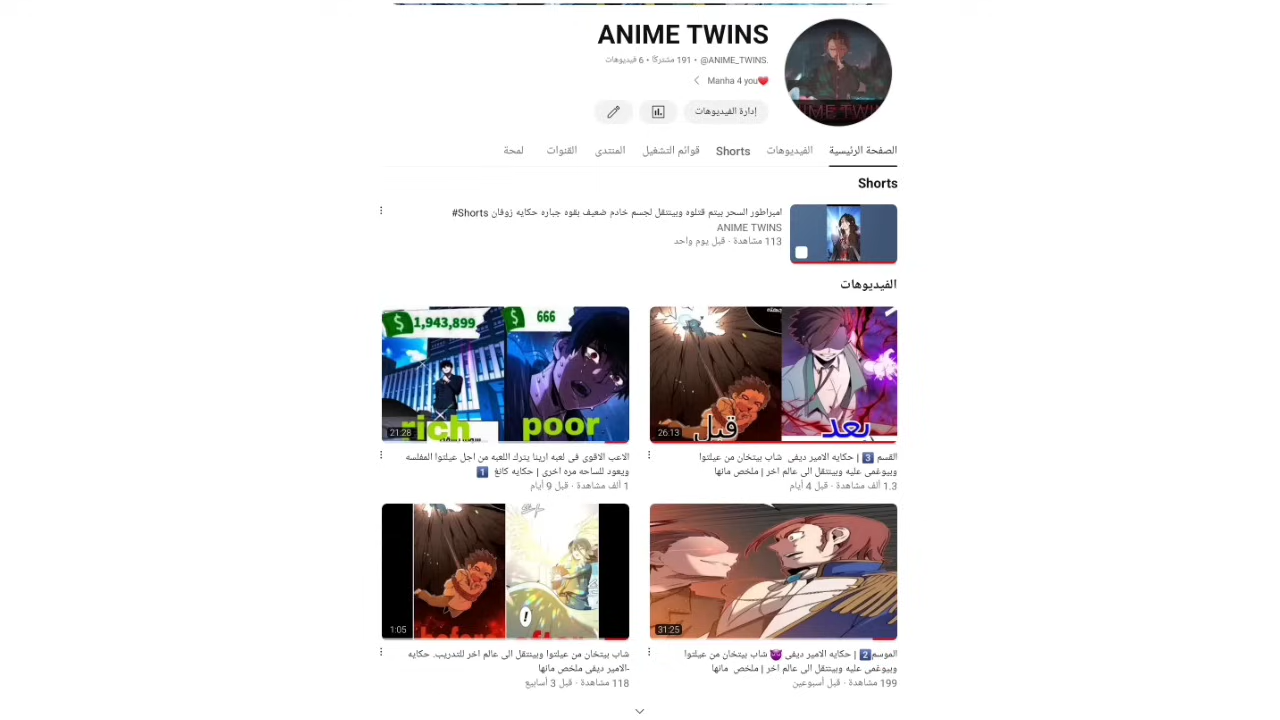 ANIME TWINS
@ANIME_TWINS. • 191 مشتركًا • 6 فيديوهات
Manha 4 you❤️
إدارة الفيديوهات
الصفحة الرئيسية
الفيديوهات
Shorts
قوائم التشغيل
المنتدى
القنوات
لمحة
Shorts
امبراطور السحر بيتم قتلوه وبينتقل لجسم خادم ضعيف بقوه جباره حكايه زوفان Shorts#
ANIME TWINS
113 مشاهدة · قبل يوم واحد
الفيديوهات
بعد
قبل
26:13
القسم 3️⃣ | حكايه الامير ديفى شاب بيتخان من عيلتوا
وبيوغمى عليه وبينتقل الى عالم اخر | ملخص مانها
1.3 ألف مشاهدة · قبل 4 أيام
$ 1,943,899
$ 666
rich
poor
21:28
الاعب الاقوى فى لعبه ارينا يترك اللعبه من اجل عيلتوا المفلسه
ويعود للساحه مره اخرى | حكايه كانغ 1️⃣
1 ألف مشاهدة · قبل 9 أيام
31:25
الموسم2️⃣ | حكايه الامير ديفى 😈 شاب بيتخان من عيلتوا
وبيوغمى عليه وبينتقل الى عالم اخر | ملخص مانها
199 مشاهدة · قبل أسبوعين
!
before
after
1:05
شاب بيتخان من عيلتوا وبينتقل الى عالم اخر للتدريب. حكايه
الامير ديفى ملخص مانها-
118 مشاهدة · قبل 3 أسابيع